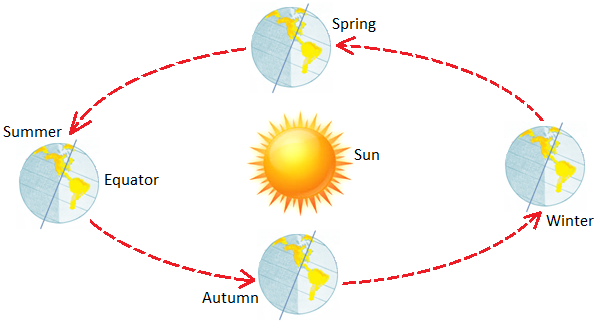 Spring
Summer
Sun
Equator
Winter
Autumn